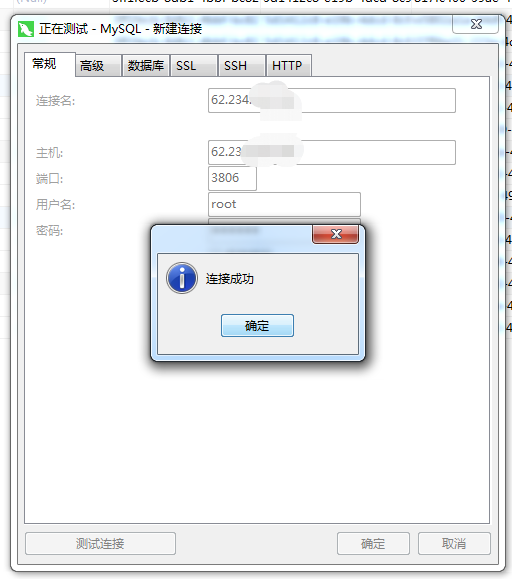 正在测试 - MySQL - 新建连接
常规 高级 数据库 SSL SSH HTTP
连接名: 62.234.
主机: 62.23
端口: 3806
用户名: root
密码:
连接成功
确定
测试连接 确定 取消